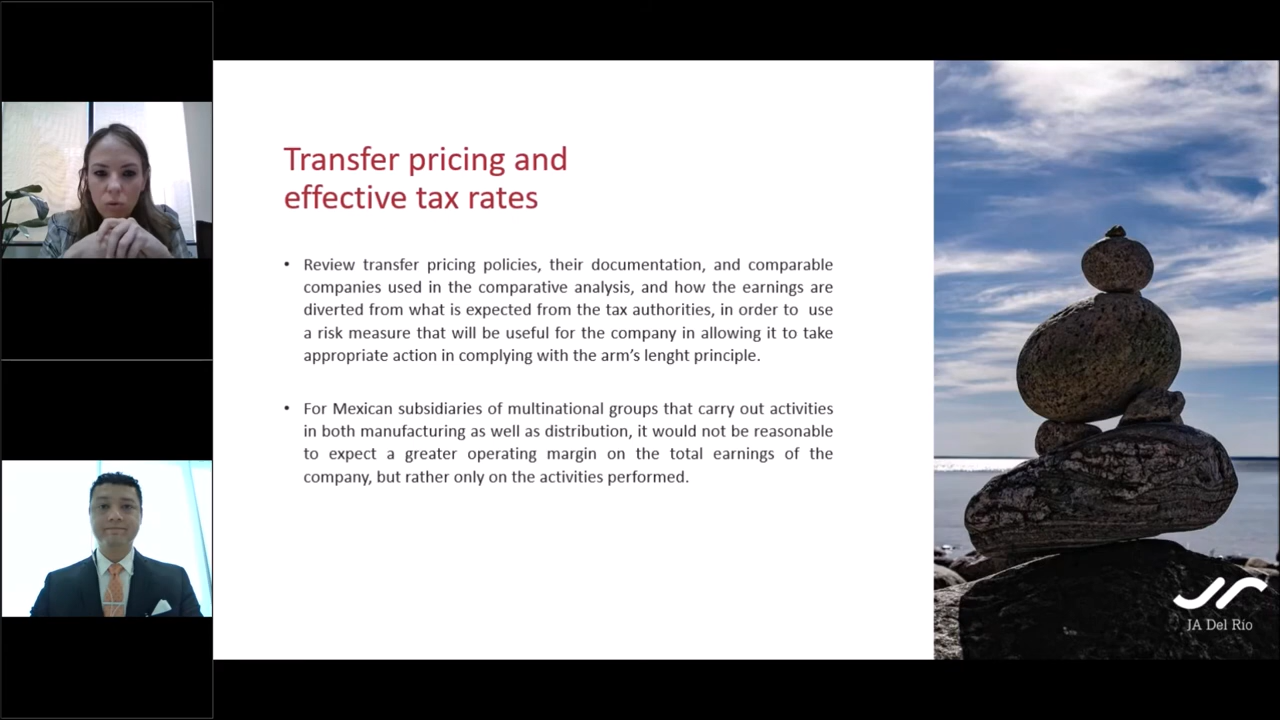 Transfer pricing and
effective tax rates
• Review transfer pricing policies, their documentation, and comparable
companies used in the comparative analysis, and how the earnings are
diverted from what is expected from the tax authorities, in order to use
a risk measure that will be useful for the company in allowing it to take
appropriate action in complying with the arm’s lenght principle.
• For Mexican subsidiaries of multinational groups that carry out activities
in both manufacturing as well as distribution, it would not be reasonable
to expect a greater operating margin on the total earnings of the
company, but rather only on the activities performed.
JA Del Río